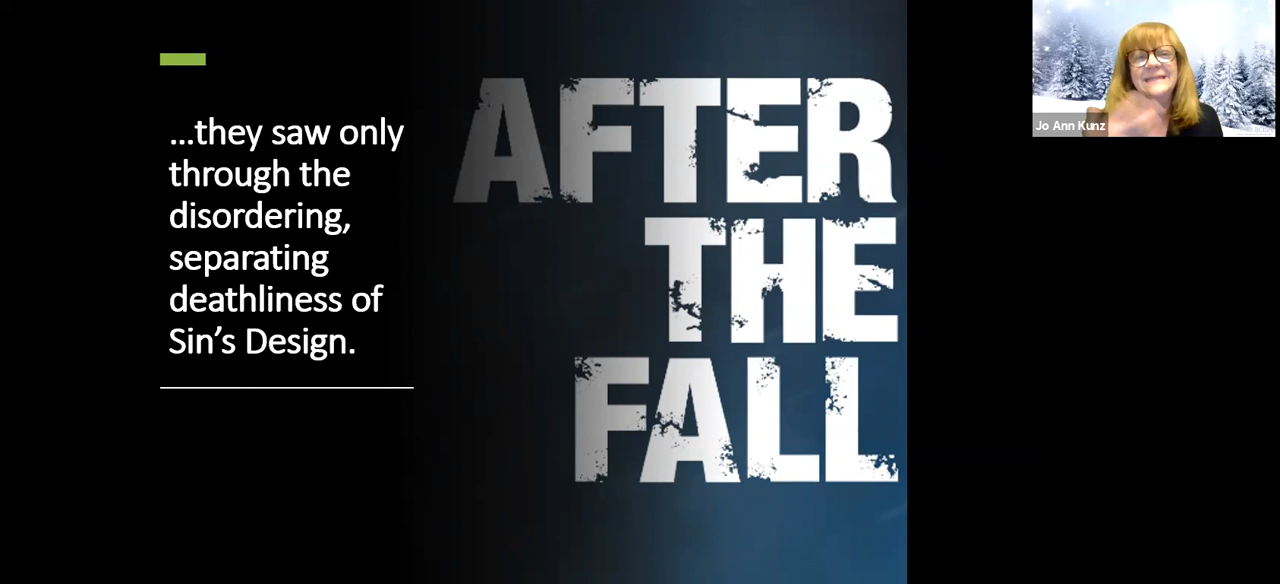 ...they saw only
through the
disordering,
separating
deathliness of
Sin's Design.
AFTER
THE
FALL
Jo Ann Kunz